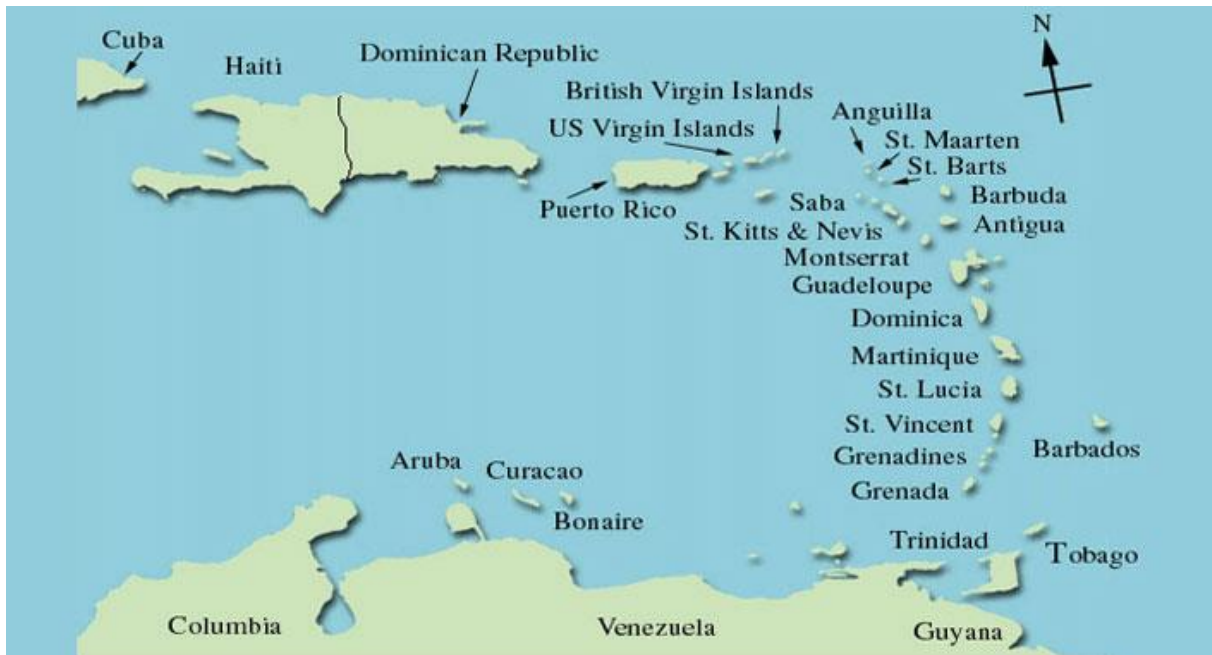 N
Cuba
Haiti
Dominican Republic
British Virgin Islands
US Virgin Islands
Anguilla
St. Maarten
St. Barts
Puerto Rico
Saba
Barbuda
St. Kitts & Nevis
Antigua
Montserrat
Guadeloupe
Dominica
Martinique
St. Lucia
St. Vincent
Barbados
Grenadines
Aruba
Curacao
Grenada
Bonaire
Trinidad
Tobago
Columbia
Venezuela
Guyana